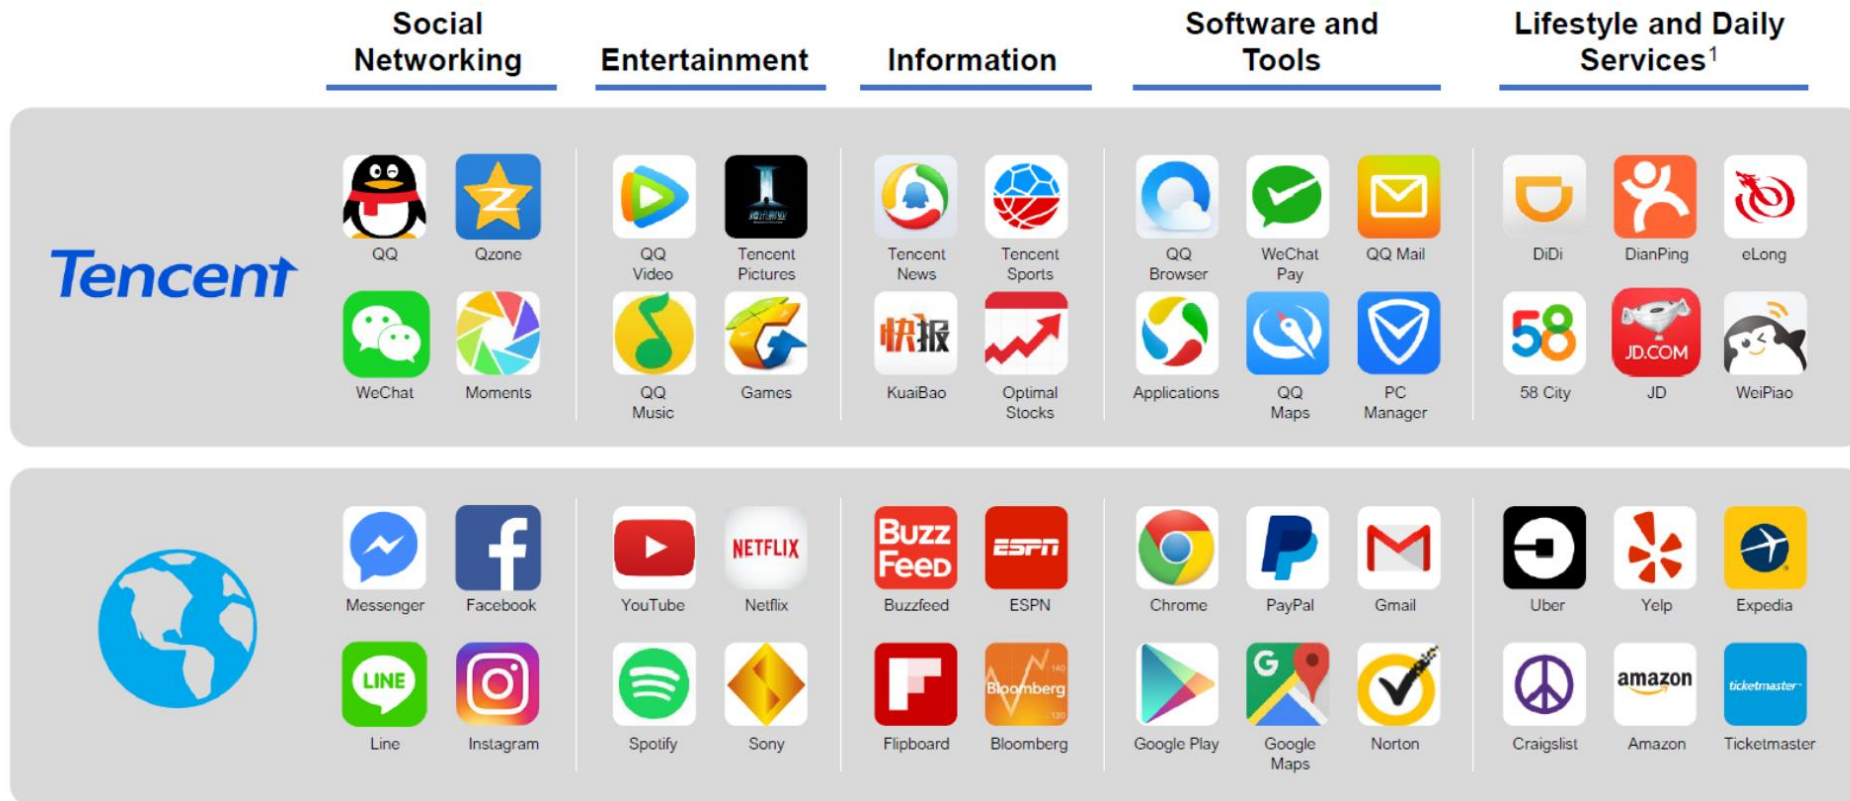 Social
Networking
Entertainment
Information
Software and
Tools
Lifestyle and Daily
Services¹
Tencent
QQ
Qzone
QQ
Video
Tencent
Pictures
Tencent
News
Tencent
Sports
QQ
Browser
WeChat
Pay
QQ Mail
DiDi
DianPing
eLong
快报
58
JD.COM
WeChat
Moments
QQ
Music
Games
KuaiBao
Optimal
Stocks
Applications
QQ
Maps
PC
Manager
58 City
JD
WeiPiao
NETFLIX
Buzz
FeeD
ESPN
Messenger
Facebook
YouTube
Netflix
Buzzfeed
ESPN
Chrome
PayPal
Gmail
Uber
Yelp
Expedia
LINE
140
Bloomberg
120
G
amazon
ticketmaster
Line
Instagram
Spotify
Sony
Flipboard
Bloomberg
Google Play
Google
Maps
Norton
Craigslist
Amazon
Ticketmaster